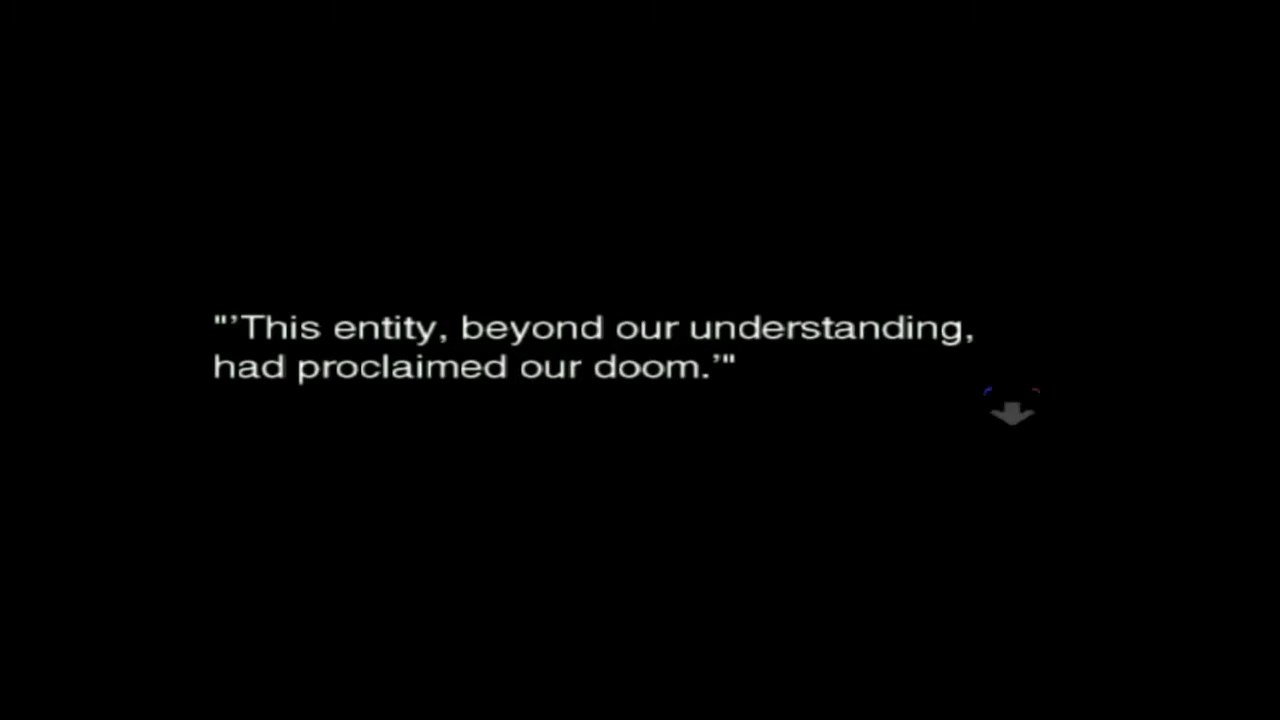 "’This entity, beyond our understanding,
had proclaimed our doom.’"